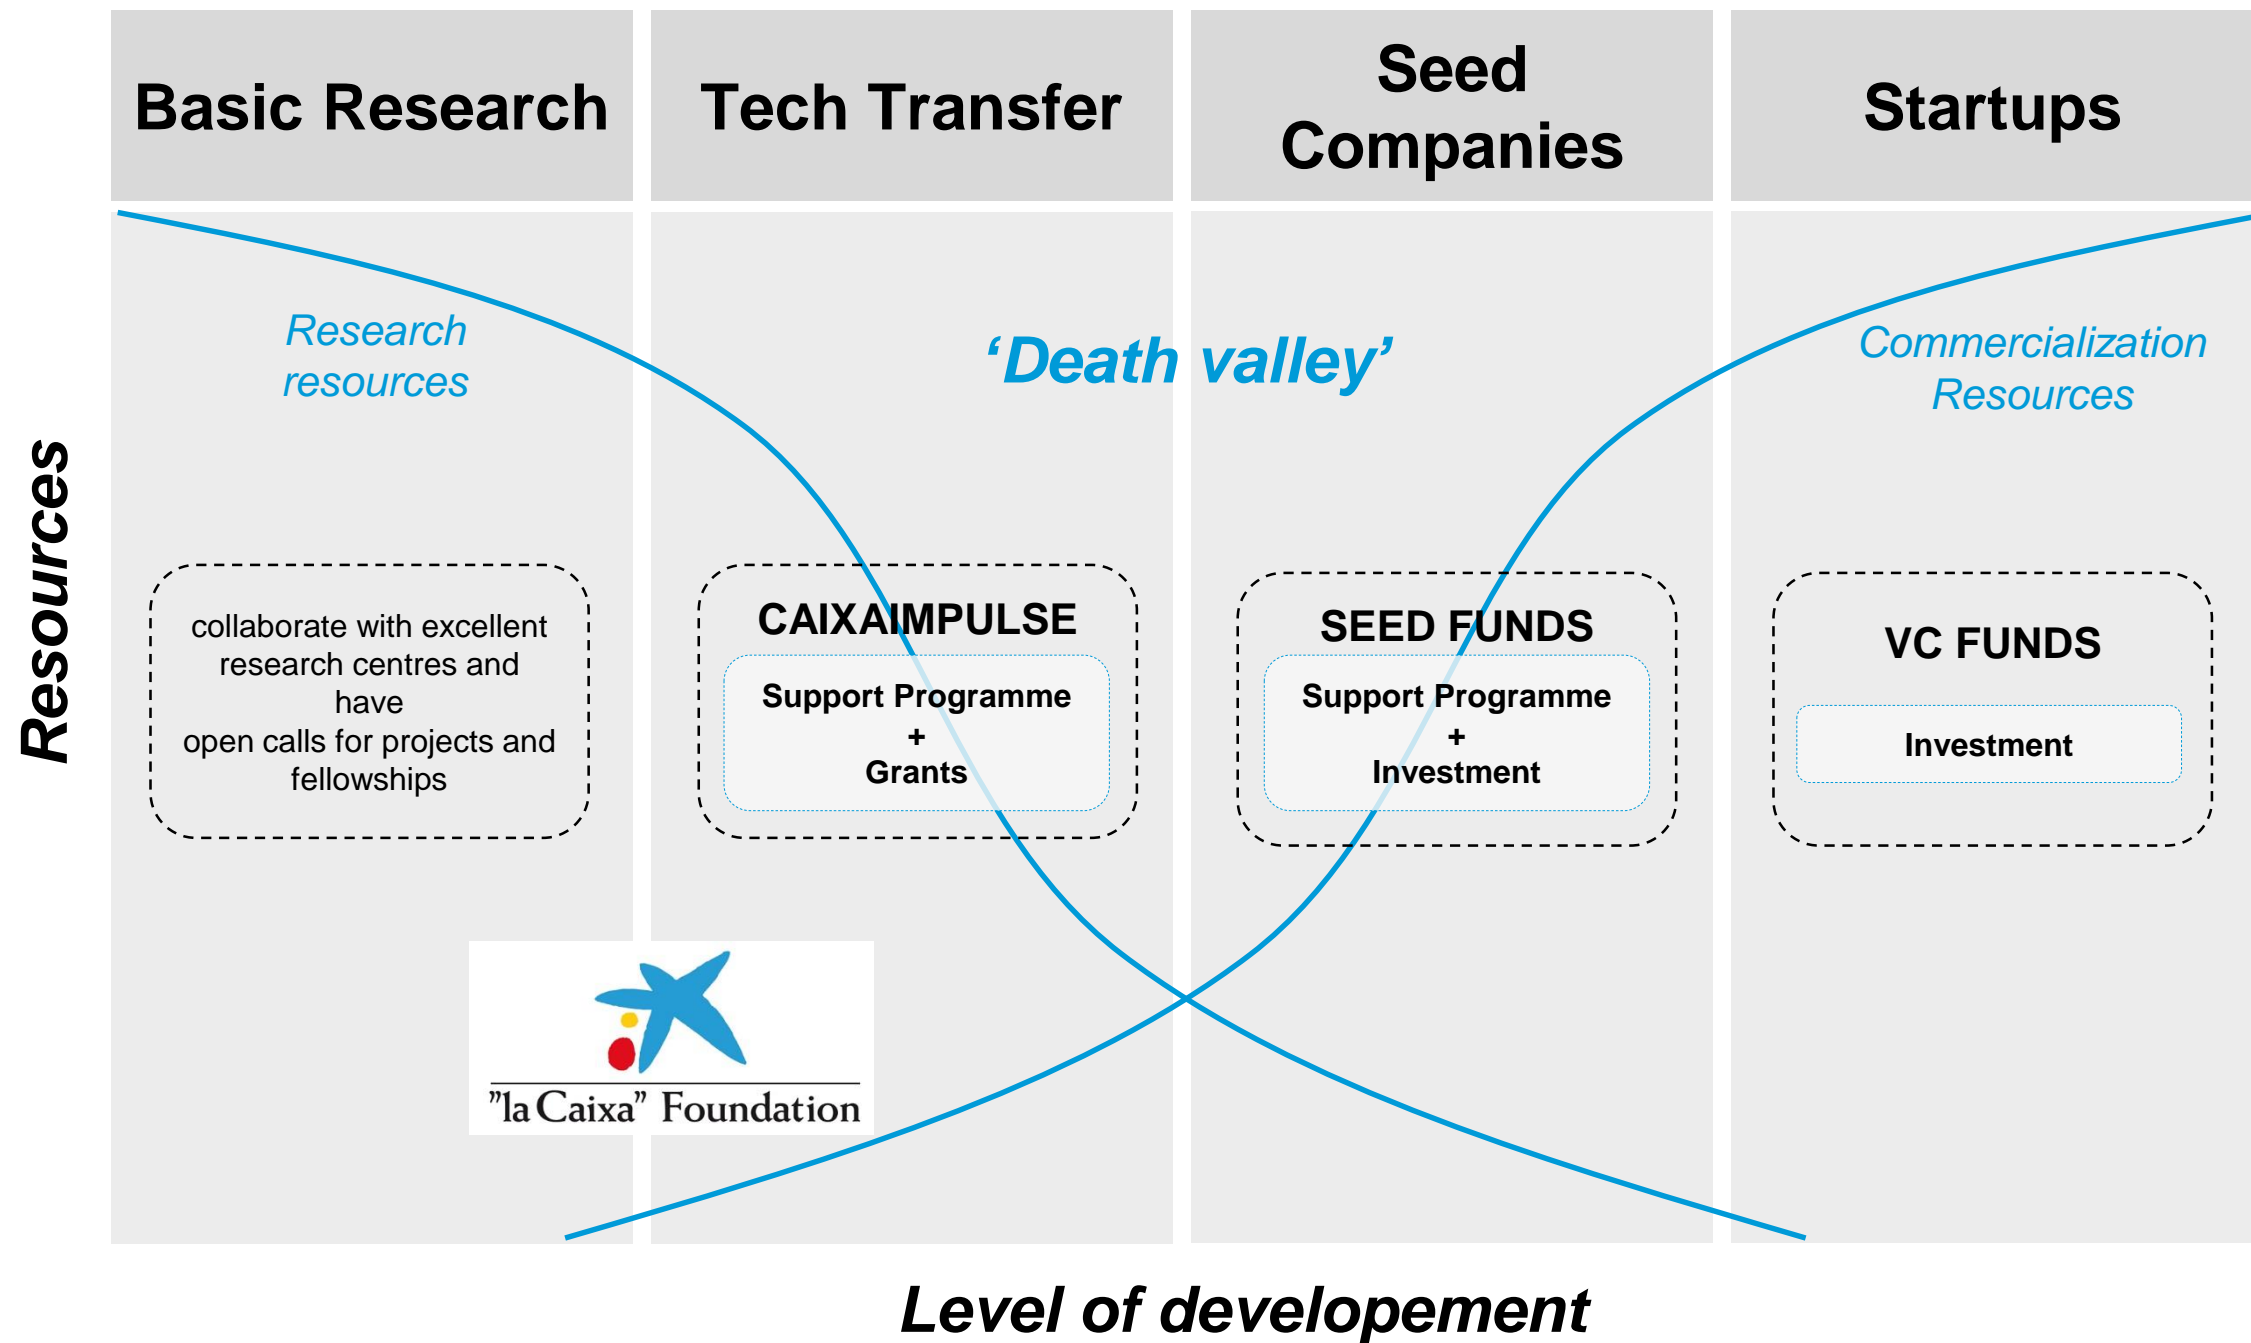 Basic Research
Tech Transfer
Seed
Companies
Startups
Research
resources
‘Death valley’
Commercialization
Resources
Resources
collaborate with excellent
research centres and
have
open calls for projects and
fellowships
CAIXAIMPULSE
Support Programme
+
Grants
SEED FUNDS
Support Programme
+
Investment
VC FUNDS
Investment
”la Caixa” Foundation
Level of developement